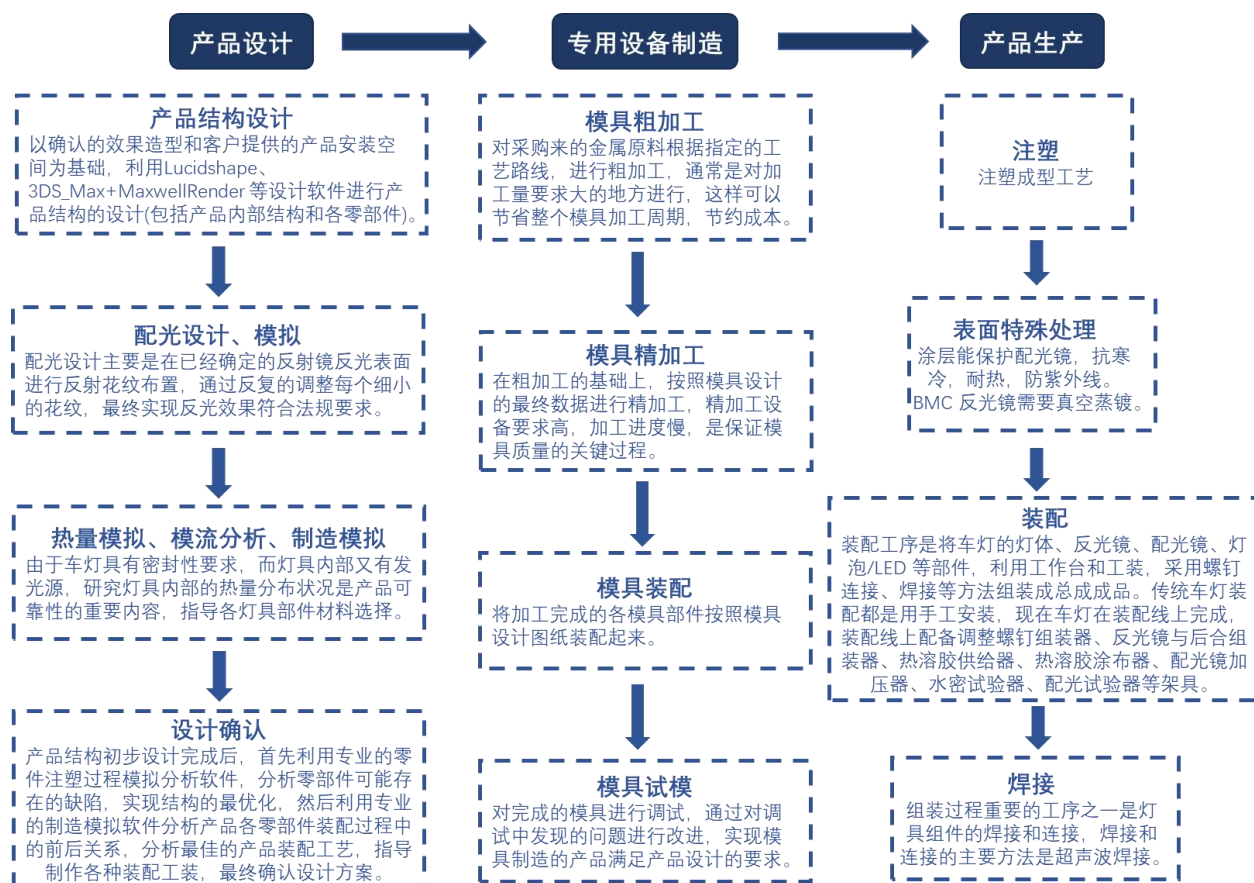 产品设计
专用设备制造
产品生产
产品结构设计
以确认的效果造型和客户提供的产品安装空
间为基础，利用Lucidshape、
3DS_Max+MaxwellRender 等设计软件进行产
品结构的设计(包括产品内部结构和各零部件)。
配光设计、模拟
配光设计主要是在已经确定的反射镜反光表面
进行反射花纹布置，通过反复的调整每个细小
的花纹，最终实现反光效果符合法规要求。
热量模拟、模流分析、制造模拟
由于车灯具有密封性要求，而灯具内部又有发
光源，研究灯具内部的热量分布状况是产品可
靠性的重要内容，指导各灯具部件材料选择。
设计确认
产品结构初步设计完成后，首先利用专业的零
件注塑过程模拟分析软件，分析零部件可能存
在的缺陷，实现结构的最优化，然后利用专业
的制造模拟软件分析产品各零部件装配过程中
的前后关系，分析最佳的产品装配工艺，指导
制作各种装配工装，最终确认设计方案。
模具粗加工
对采购来的金属原料根据指定的工
艺路线，进行粗加工，通常是对加
工量要求大的地方进行，这样可以
节省整个模具加工周期，节约成本。
模具精加工
在粗加工的基础上，按照模具设计
的最终数据进行精加工，精加工设
备要求高，加工进度慢，是保证模
具质量的关键过程。
模具装配
将加工完成的各模具部件按照模具
设计图纸装配起来。
模具试模
对完成的模具进行调试，通过对调
试中发现的问题进行改进，实现模
具制造的产品满足产品设计的要求。
注塑
注塑成型工艺
表面特殊处理
涂层能保护配光镜，抗寒
冷，耐热，防紫外线。
BMC 反光镜需要真空蒸镀。
装配
装配工序是将车灯的灯体、反光镜、配光镜、灯
泡/LED 等部件，利用工作台和工装，采用螺钉
连接、焊接等方法组装成总成成品。传统车灯装
配都是用手工安装，现在车灯在装配线上完成，
装配线上配备调整螺钉组装器、反光镜与后合组
装器、热溶胶供给器、热溶胶涂布器、配光镜加
压器、水密试验器、配光试验器等架具。
焊接
组装过程重要的工序之一是灯
具组件的焊接和连接，焊接和
连接的主要方法是超声波焊接。